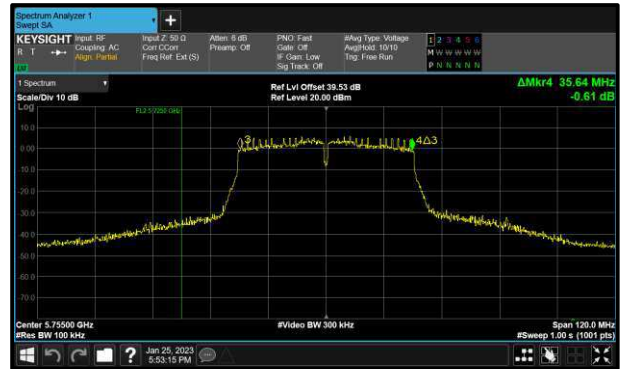 Spectrum Analyzer 1
Swept SA
+
KEYSIGHT
R T
Input: RF
Coupling: AC
Align: Partial
Input Z: 50 Ω
Corr CCorr
Freq Ref: Ext (S)
Atten: 6 dB
Preamp: Off
PNO: Fast
Gate: Off
IF Gain: Low
Sig Track: Off
#Avg Type: Voltage
Avg|Hold: 10/10
Trig: Free Run
1 2 3 4 5 6
M W W W W W
P N N N N N
1 Spectrum
Scale/Div 10 dB
Log
Ref Lvl Offset 39.53 dB
Ref Level 20.00 dBm
ΔMkr4 35.64 MHz
-0.61 dB
10.0
0.00
-10.0
-20.0
-30.0
-40.0
-50.0
-60.0
-70.0
3
4Δ3
Center 5.75500 GHz
#Res BW 100 kHz
#Video BW 300 kHz
Span 120.0 MHz
#Sweep 1.00 s (1001 pts)
?
Jan 25, 2023
5:53:15 PM